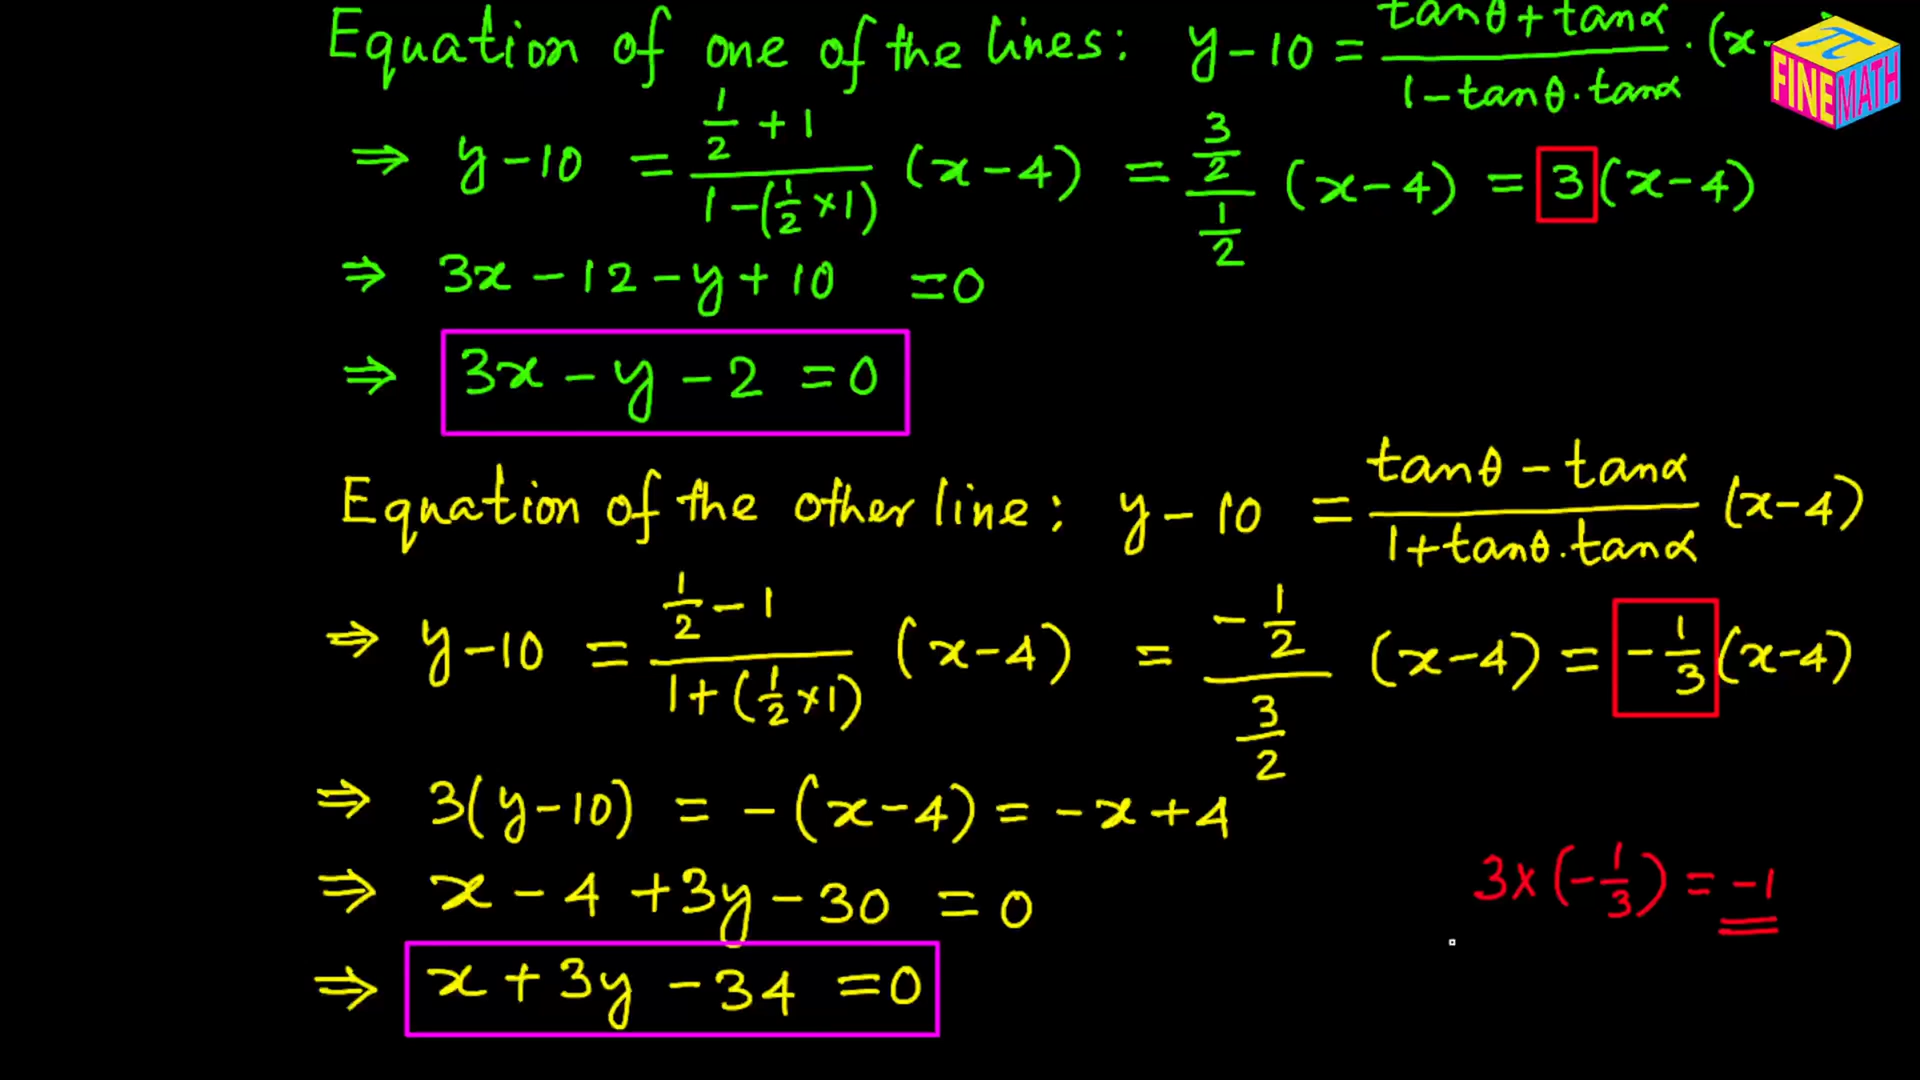 Equation of one of the lines: y-10 = (tanθ + tanα)/(1 - tanθ.tanα) . (x-
π FINE MATH
⇒ y-10 = (1/2 + 1)/(1-(1/2 × 1)) (x-4) = (3/2)/(1/2) (x-4) = 3(x-4)
⇒ 3x - 12 - y + 10 = 0
⇒ 3x - y - 2 = 0
Equation of the other line: y-10 = (tanθ - tanα)/(1+tanθ.tanα) (x-4)
⇒ y-10 = (1/2 - 1)/(1+(1/2 × 1)) (x-4) = (-1/2)/(3/2) (x-4) = -1/3 (x-4)
⇒ 3(y-10) = -(x-4) = -x+4
⇒ x - 4 + 3y - 30 = 0
3×(-1/3) = -1
⇒ x + 3y - 34 = 0